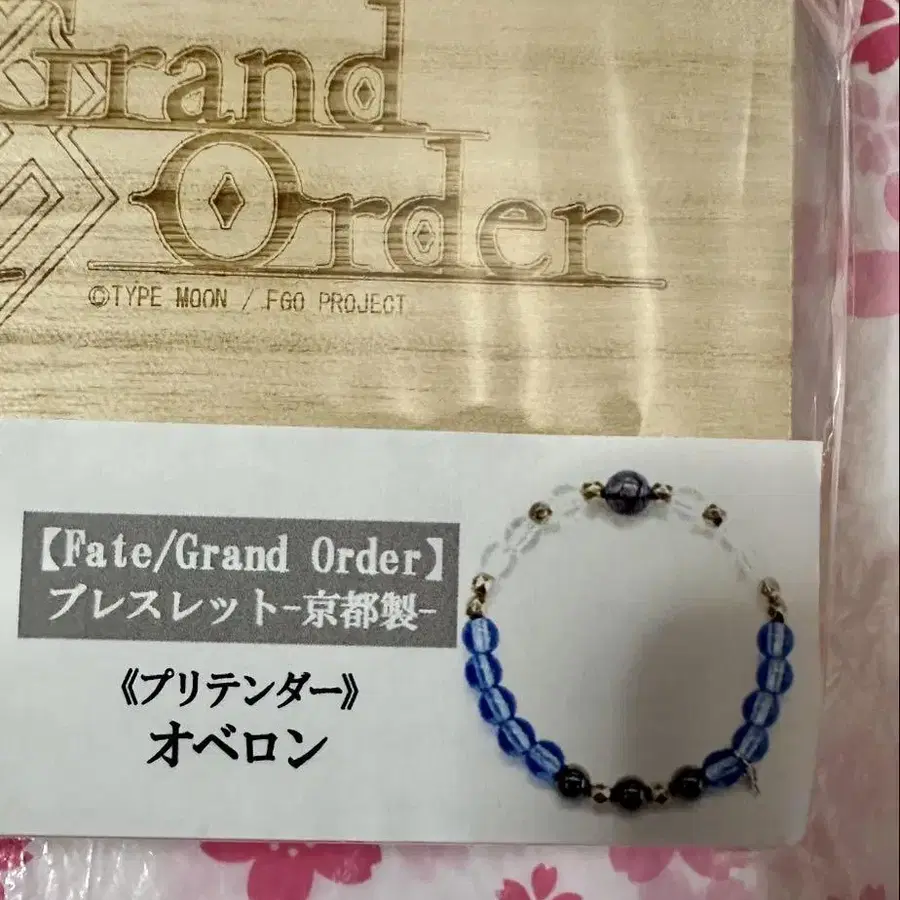 Grand
Order
©TYPE MOON / FGO PROJECT
【Fate/Grand Order】
ブレスレット-京都製-
《プリテンダー》
オベロン